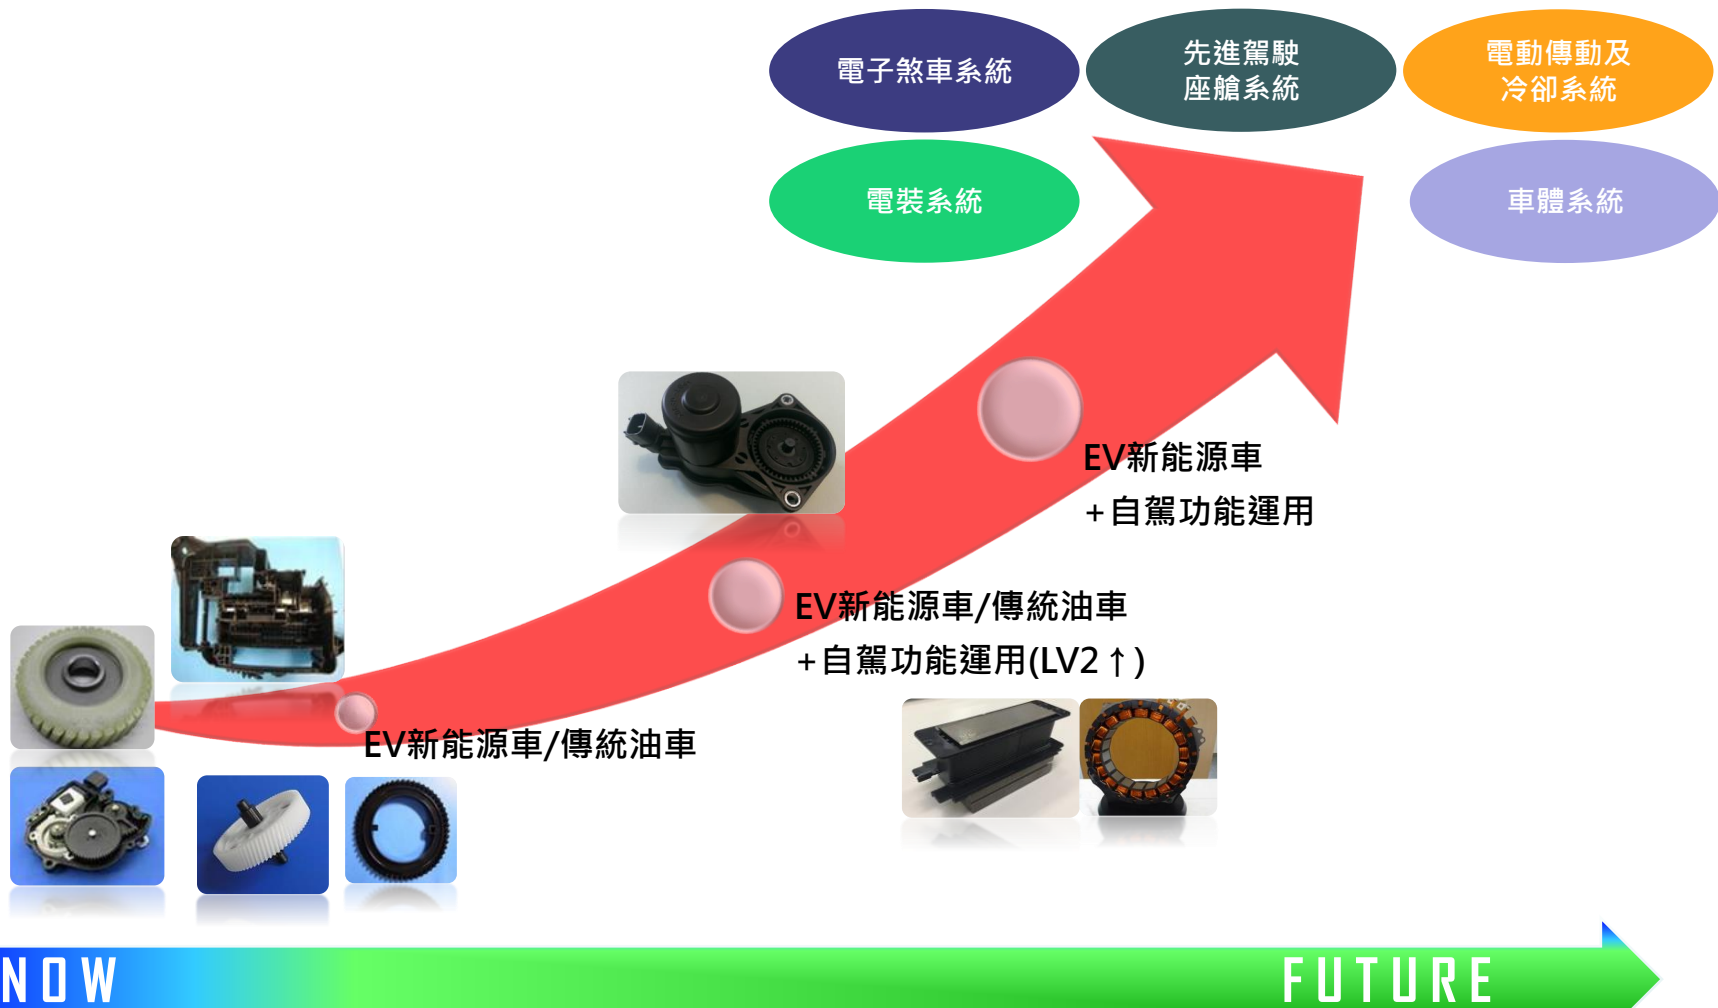 電子煞車系統
先進駕駛
座艙系統
電動傳動及
冷卻系統
電裝系統
車體系統
EV新能源車
+自駕功能運用
EV新能源車/傳統油車
+自駕功能運用(LV2↑)
EV新能源車/傳統油車
NOW
FUTURE